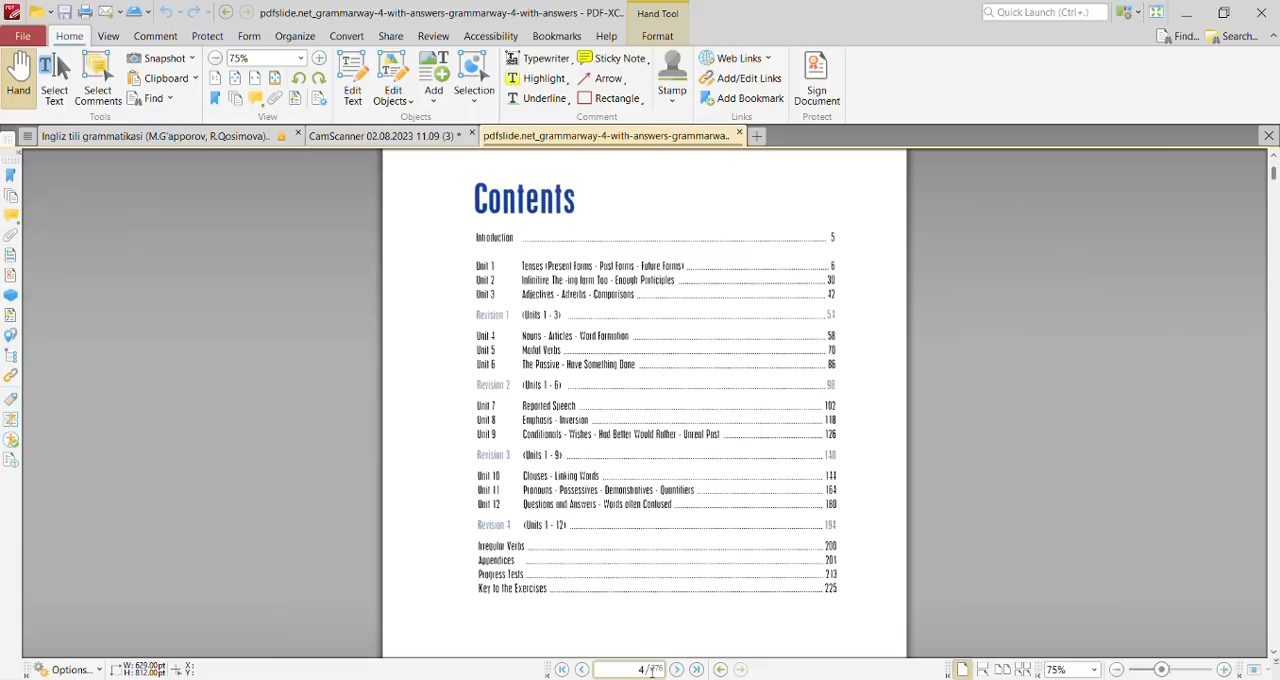 pdfslide.net_grammarway-4-with-answers-grammarway-4-with-answers - PDF-XC...
Hand Tool
Quick Launch (Ctrl+.)
File
Home
View
Comment
Protect
Form
Organize
Convert
Share
Review
Accessibility
Bookmarks
Help
Format
Find...
Search...
Hand
Select Text
Select Comments
Snapshot
Clipboard
Find
Tools
75%
View
Edit Text
Edit Objects
Add
Selection
Objects
Typewriter
Sticky Note
Highlight
Arrow
Underline
Rectangle
Stamp
Comment
Web Links
Add/Edit Links
Add Bookmark
Links
Sign Document
Protect
Ingliz tili grammatikasi (M.G'apporov, R.Qosimova)..
CamScanner 02.08.2023 11.09 (3) *
pdfslide.net_grammarway-4-with-answers-grammarwa..
Contents
Introduction 5
Unit 1 Tenses (Present Forms - Past Forms - Future Forms) 6
Unit 2 Infinitive The -ing form Too - Enough Participles 30
Unit 3 Adjectives - Adverbs - Comparisons 42
Revision 1 (Units 1 - 3) 54
Unit 4 Nouns - Articles - Word Formation 58
Unit 5 Modal Verbs 70
Unit 6 The Passive - Have Something Done 86
Revision 2 (Units 1 - 6) 98
Unit 7 Reported Speech 102
Unit 8 Emphasis - Inversion 118
Unit 9 Conditionals - Wishes - Had Better Would Rather - Unreal Past 126
Revision 3 (Units 1 - 9) 140
Unit 10 Clauses - Linking Words 144
Unit 11 Pronouns - Possessives - Demonstratives - Quantifiers 164
Unit 12 Questions and Answers - Words often Confused 180
Revision 4 (Units 1 - 12) 194
Irregular Verbs 200
Appendices 201
Progress Tests 213
Key to the Exercises 225
Options...
W: 629.00pt
H: 812.00pt
X:
Y:
4 / 276
75%